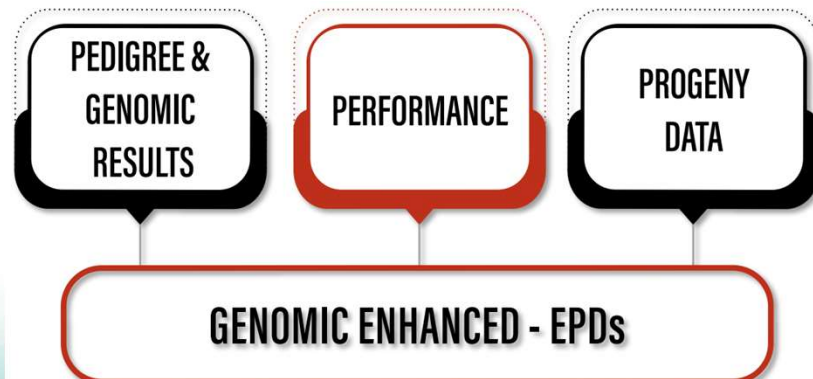 PEDIGREE &
GENOMIC
RESULTS
PERFORMANCE
PROGENY
DATA
GENOMIC ENHANCED - EPDs